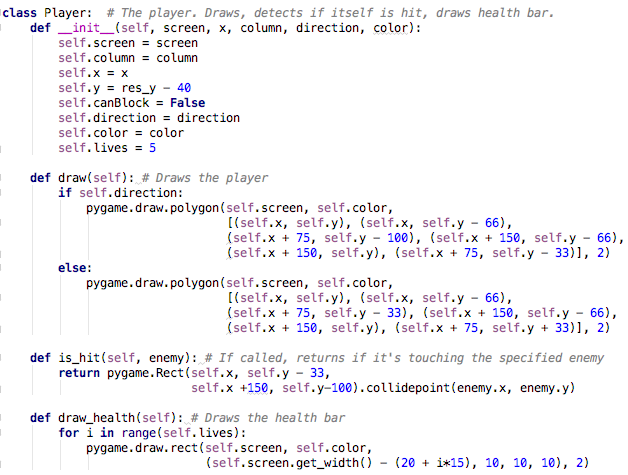 class Player:  # The player. Draws, detects if itself is hit, draws health bar.
    def __init__(self, screen, x, column, direction, color):
        self.screen = screen
        self.column = column
        self.x = x
        self.y = res_y - 40
        self.canBlock = False
        self.direction = direction
        self.color = color
        self.lives = 5

    def draw(self): # Draws the player
        if self.direction:
            pygame.draw.polygon(self.screen, self.color,
                                [(self.x, self.y), (self.x, self.y - 66),
                                (self.x + 75, self.y - 100), (self.x + 150, self.y - 66),
                                (self.x + 150, self.y), (self.x + 75, self.y - 33)], 2)
        else:
            pygame.draw.polygon(self.screen, self.color,
                                [(self.x, self.y), (self.x, self.y - 66),
                                (self.x + 75, self.y - 33), (self.x + 150, self.y - 66),
                                (self.x + 150, self.y), (self.x + 75, self.y + 33)], 2)

    def is_hit(self, enemy): # If called, returns if it's touching the specified enemy
        return pygame.Rect(self.x, self.y - 33,
                           self.x +150, self.y-100).collidepoint(enemy.x, enemy.y)

    def draw_health(self): # Draws the health bar
        for i in range(self.lives):
            pygame.draw.rect(self.screen, self.color,
                             (self.screen.get_width() - (20 + i*15), 10, 10, 10), 2)